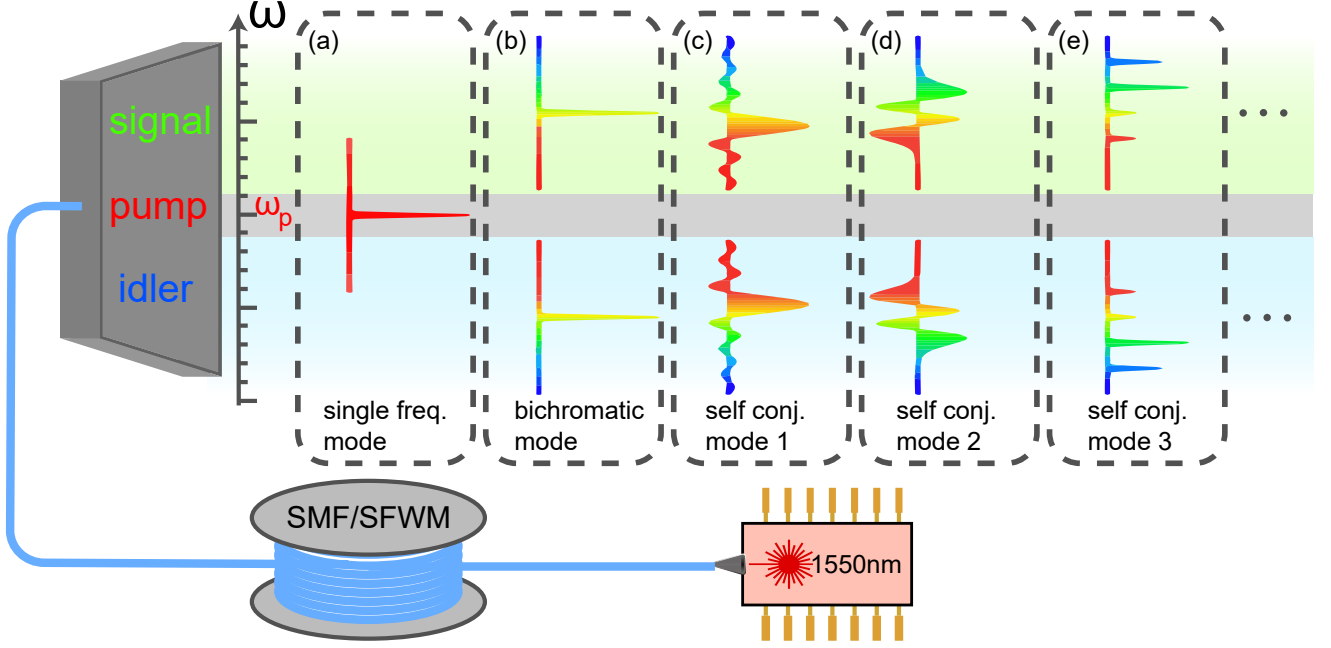 ω
(a)
(b)
(c)
(d)
(e)
signal
pump
idler
ωp
single freq.
mode
bichromatic
mode
self conj.
mode 1
self conj.
mode 2
self conj.
mode 3
SMF/SFWM
1550nm